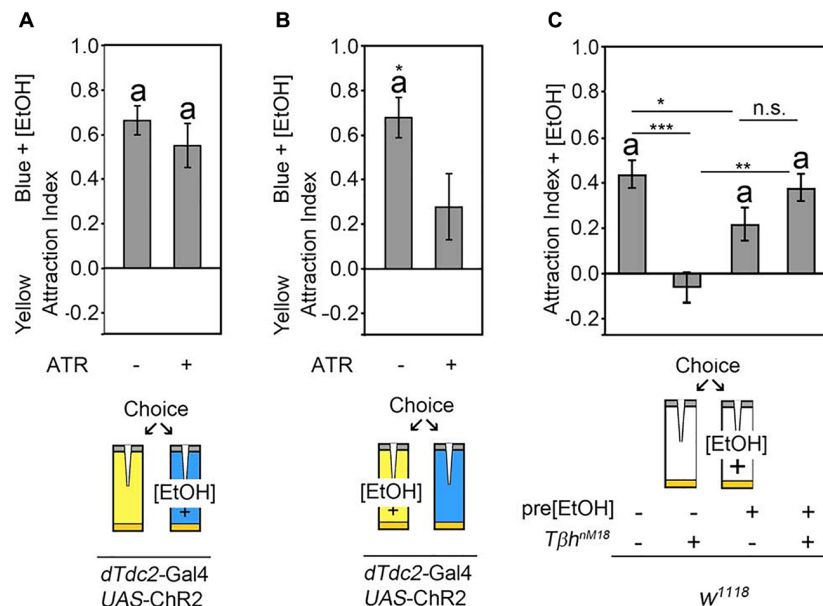 A
B
C
Yellow Blue + [EtOH]
Attraction Index
1.0
0.8
0.6
0.4
0.2
0.0
-0.2
a
a
ATR - +
Choice
[EtOH]
+
dTdc2-Gal4
UAS-ChR2
Yellow Blue + [EtOH]
Attraction Index
1.0
0.8
0.6
0.4
0.2
0.0
-0.2
*
a
ATR - +
Choice
[EtOH]
+
dTdc2-Gal4
UAS-ChR2
Attraction Index + [EtOH]
1.0
0.8
0.6
0.4
0.2
0.0
-0.2
* n.s.
***
**
a
a
a
Choice
[EtOH]
+
pre[EtOH] - - + +
Tβhⁿᴹ¹⁸ - + - +
w¹¹¹⁸